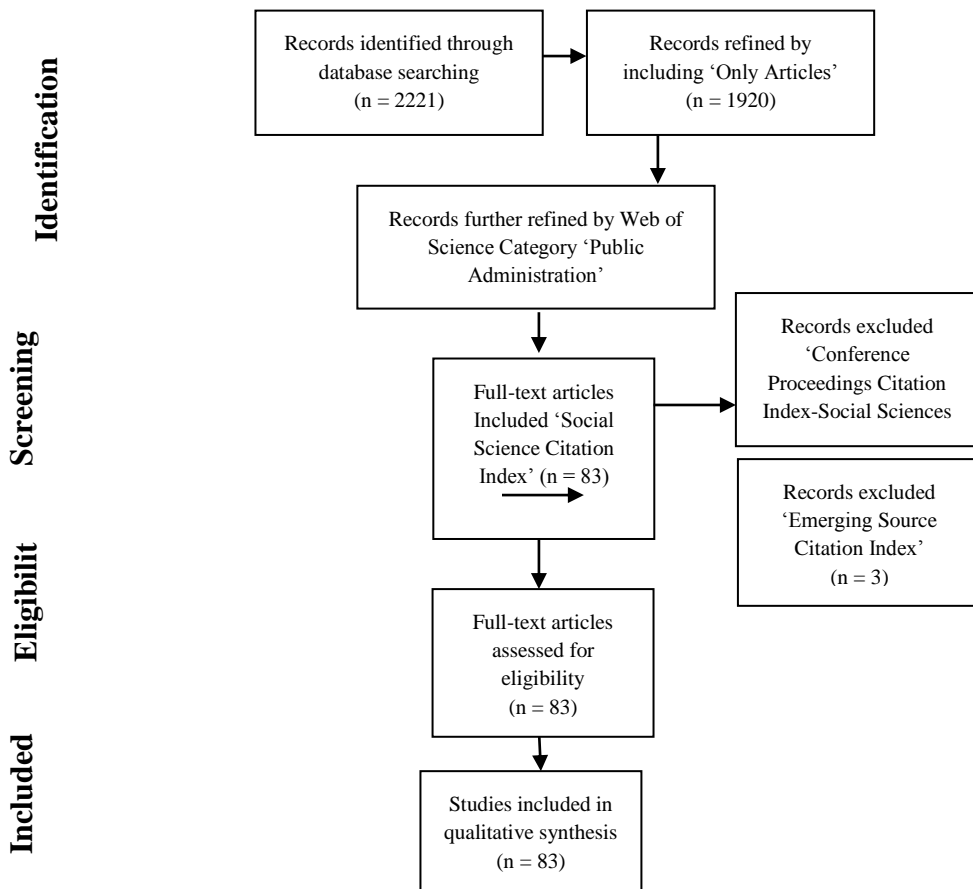 Identification
Records identified through
database searching
(n = 2221)
Records refined by
including ‘Only Articles’
(n = 1920)
Records further refined by Web of
Science Category ‘Public
Administration’
Screening
Full-text articles
Included ‘Social
Science Citation
Index’ (n = 83)
Records excluded
‘Conference
Proceedings Citation
Index-Social Sciences
Records excluded
‘Emerging Source
Citation Index’
(n = 3)
Eligibilit
Full-text articles
assessed for
eligibility
(n = 83)
Included
Studies included in
qualitative synthesis
(n = 83)